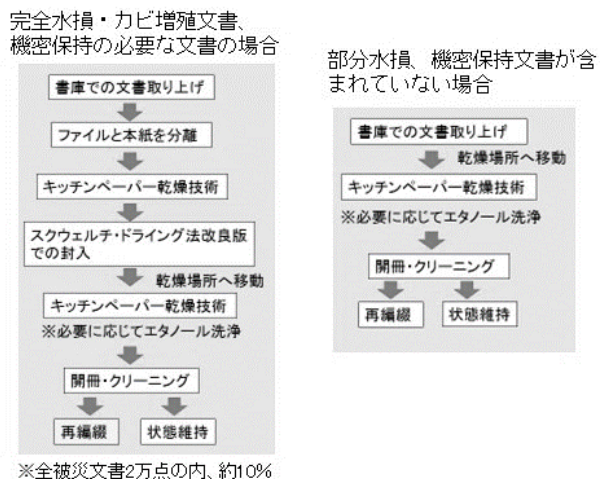 完全水損・カビ増殖文書、
機密保持の必要な文書の場合
書庫での文書取り上げ
ファイルと本紙を分離
キッチンペーパー乾燥技術
スクウェルチ・ドライング法改良版
での封入
乾燥場所へ移動
キッチンペーパー乾燥技術
※必要に応じてエタノール洗浄
開冊・クリーニング
再編綴
状態維持
※全被災文書2万点の内、約10%
部分水損、機密保持文書が含
まれていない場合
書庫での文書取り上げ
乾燥場所へ移動
キッチンペーパー乾燥技術
※必要に応じてエタノール洗浄
開冊・クリーニング
再編綴
状態維持